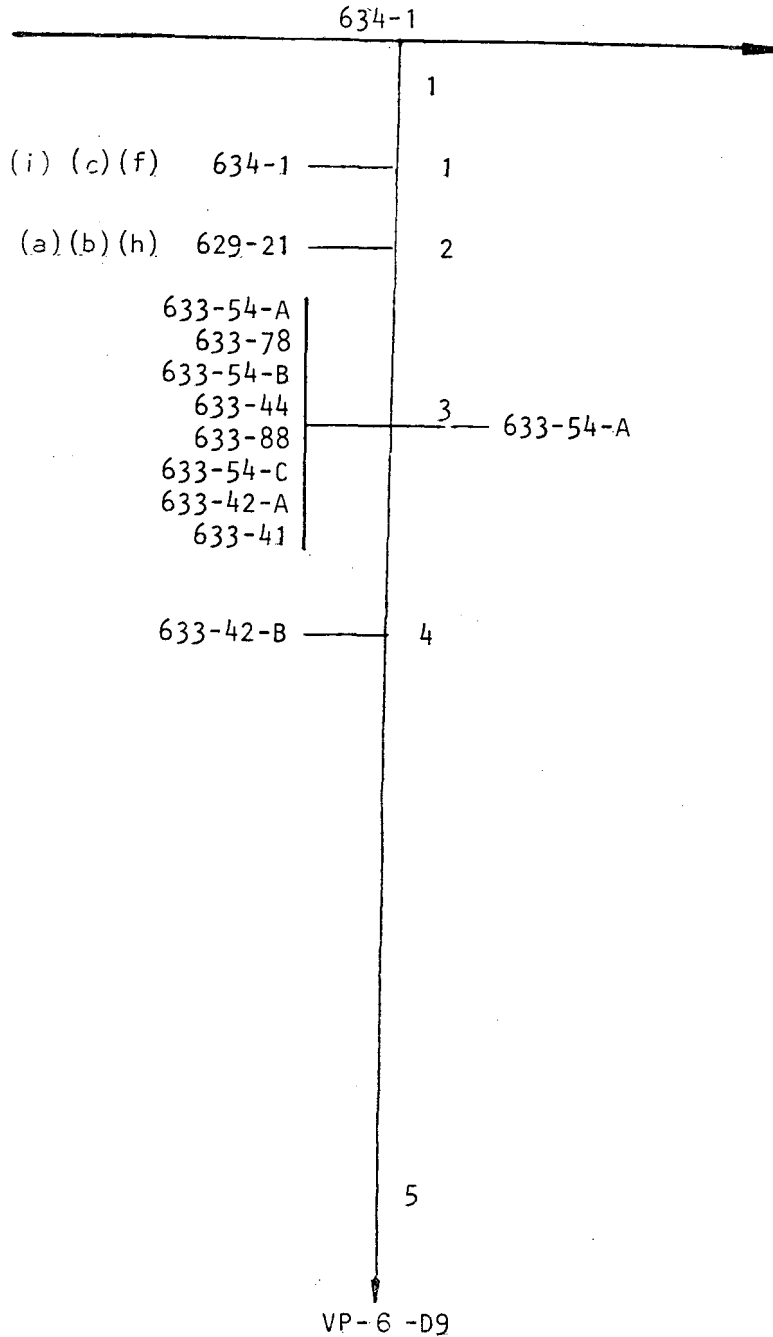 634-1
1
(i) (c) (f) 634-1 1
(a) (b) (h) 629-21 2
633-54-A
633-78
633-54-B
633-44
3
633-54-A
633-88
633-54-C
633-42-A
633-41
633-42-B 4
5
VP-6 -D9